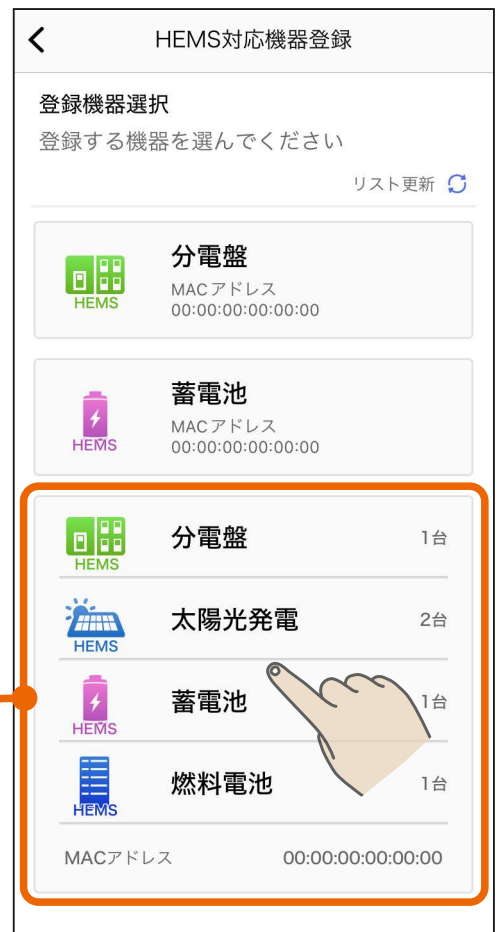 HEMS対応機器登録
登録機器選択
登録する機器を選んでください
リスト更新
分電盤
MACアドレス
00:00:00:00:00:00
HEMS
蓄電池
MACアドレス
00:00:00:00:00:00
HEMS
分電盤 1台
HEMS
太陽光発電 2台
HEMS
蓄電池 1台
HEMS
燃料電池 1台
HEMS
MACアドレス 00:00:00:00:00:00